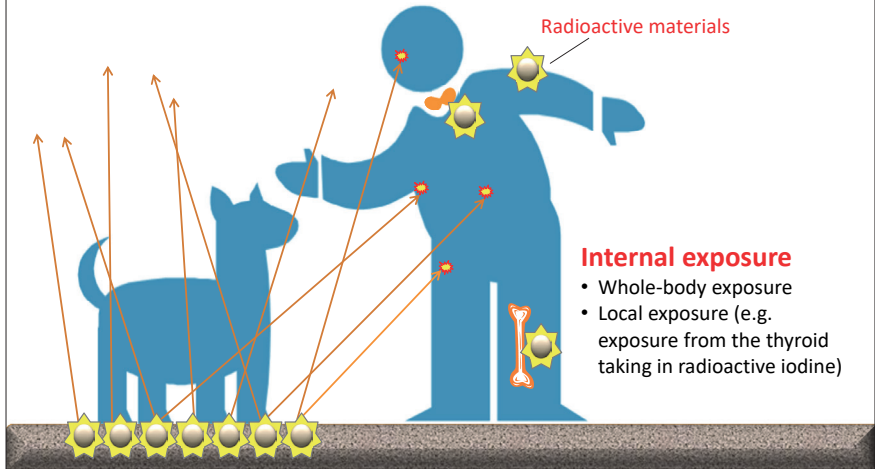 Radioactive materials
Internal exposure
• Whole-body exposure
• Local exposure (e.g.
exposure from the thyroid
taking in radioactive iodine)